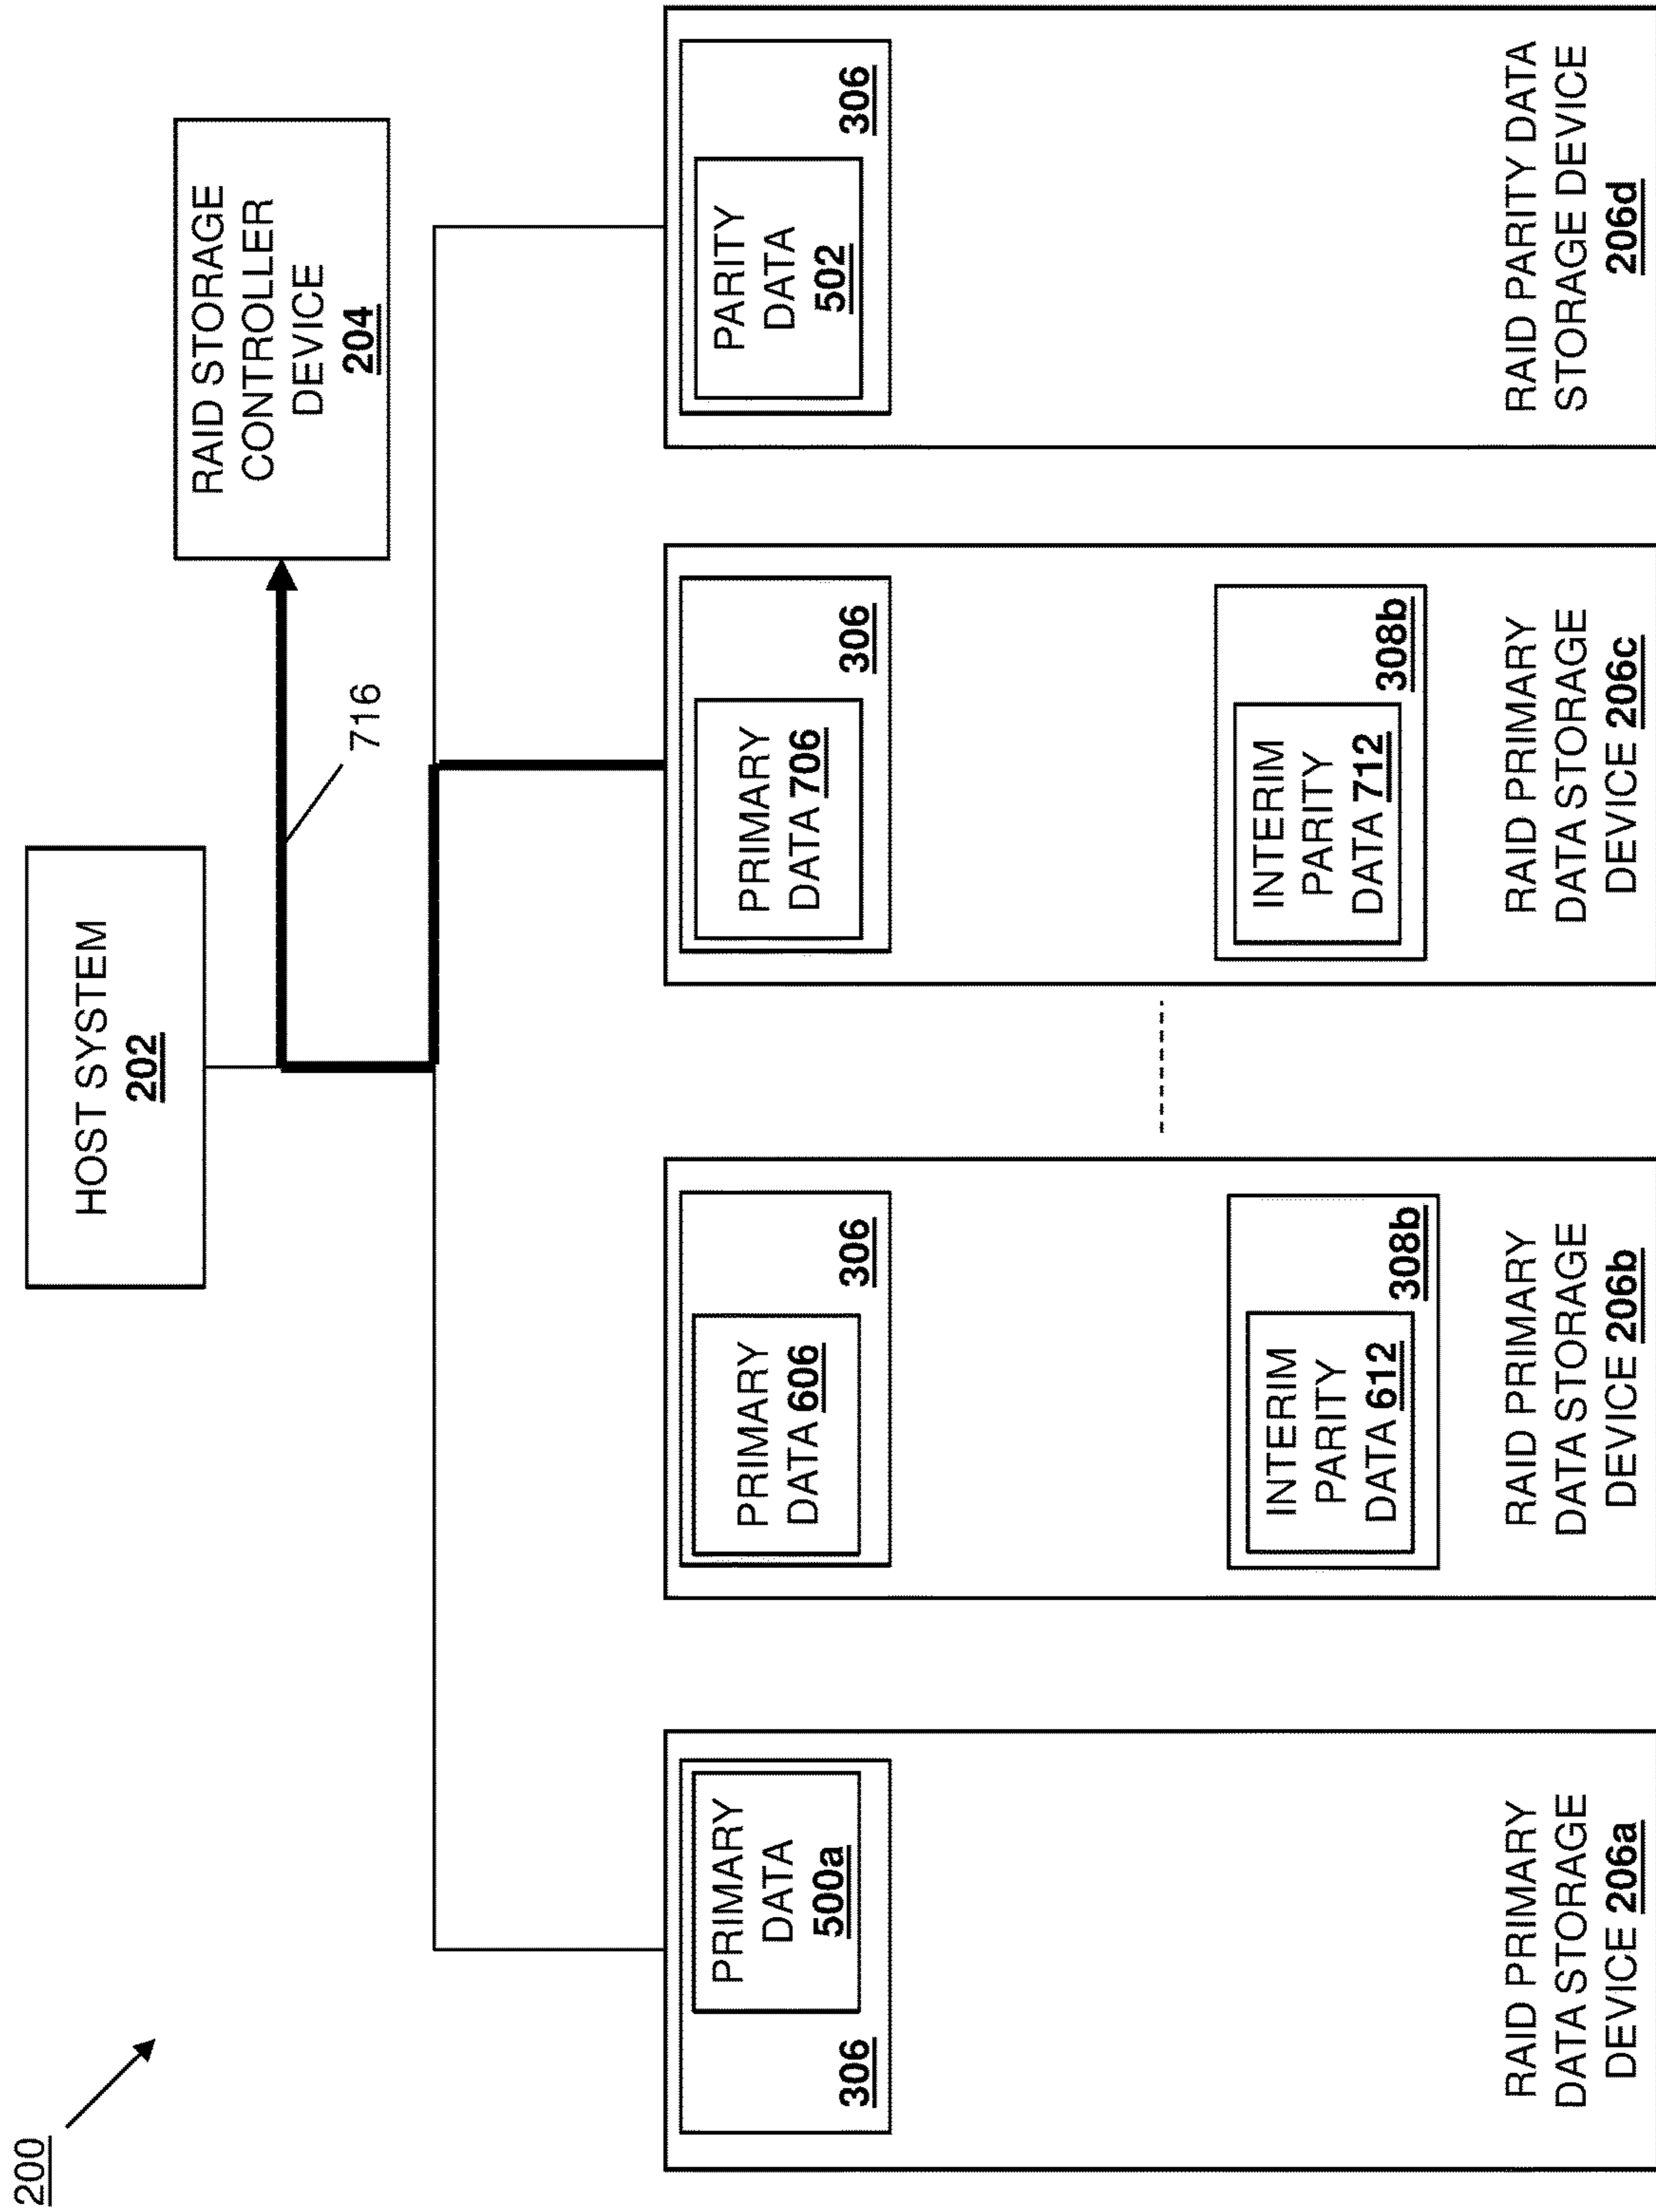 200
HOST SYSTEM
202
RAID STORAGE
CONTROLLER
DEVICE
204
716
306
PRIMARY
DATA
500a
RAID PRIMARY
DATA STORAGE
DEVICE 206a
PRIMARY
DATA 606
306
INTERIM
PARITY
DATA 612
308b
RAID PRIMARY
DATA STORAGE
DEVICE 206b
PRIMARY
DATA 706
306
INTERIM
PARITY
DATA 712
308b
RAID PRIMARY
DATA STORAGE
DEVICE 206c
PARITY
DATA
502
306
RAID PARITY DATA
STORAGE DEVICE
206d